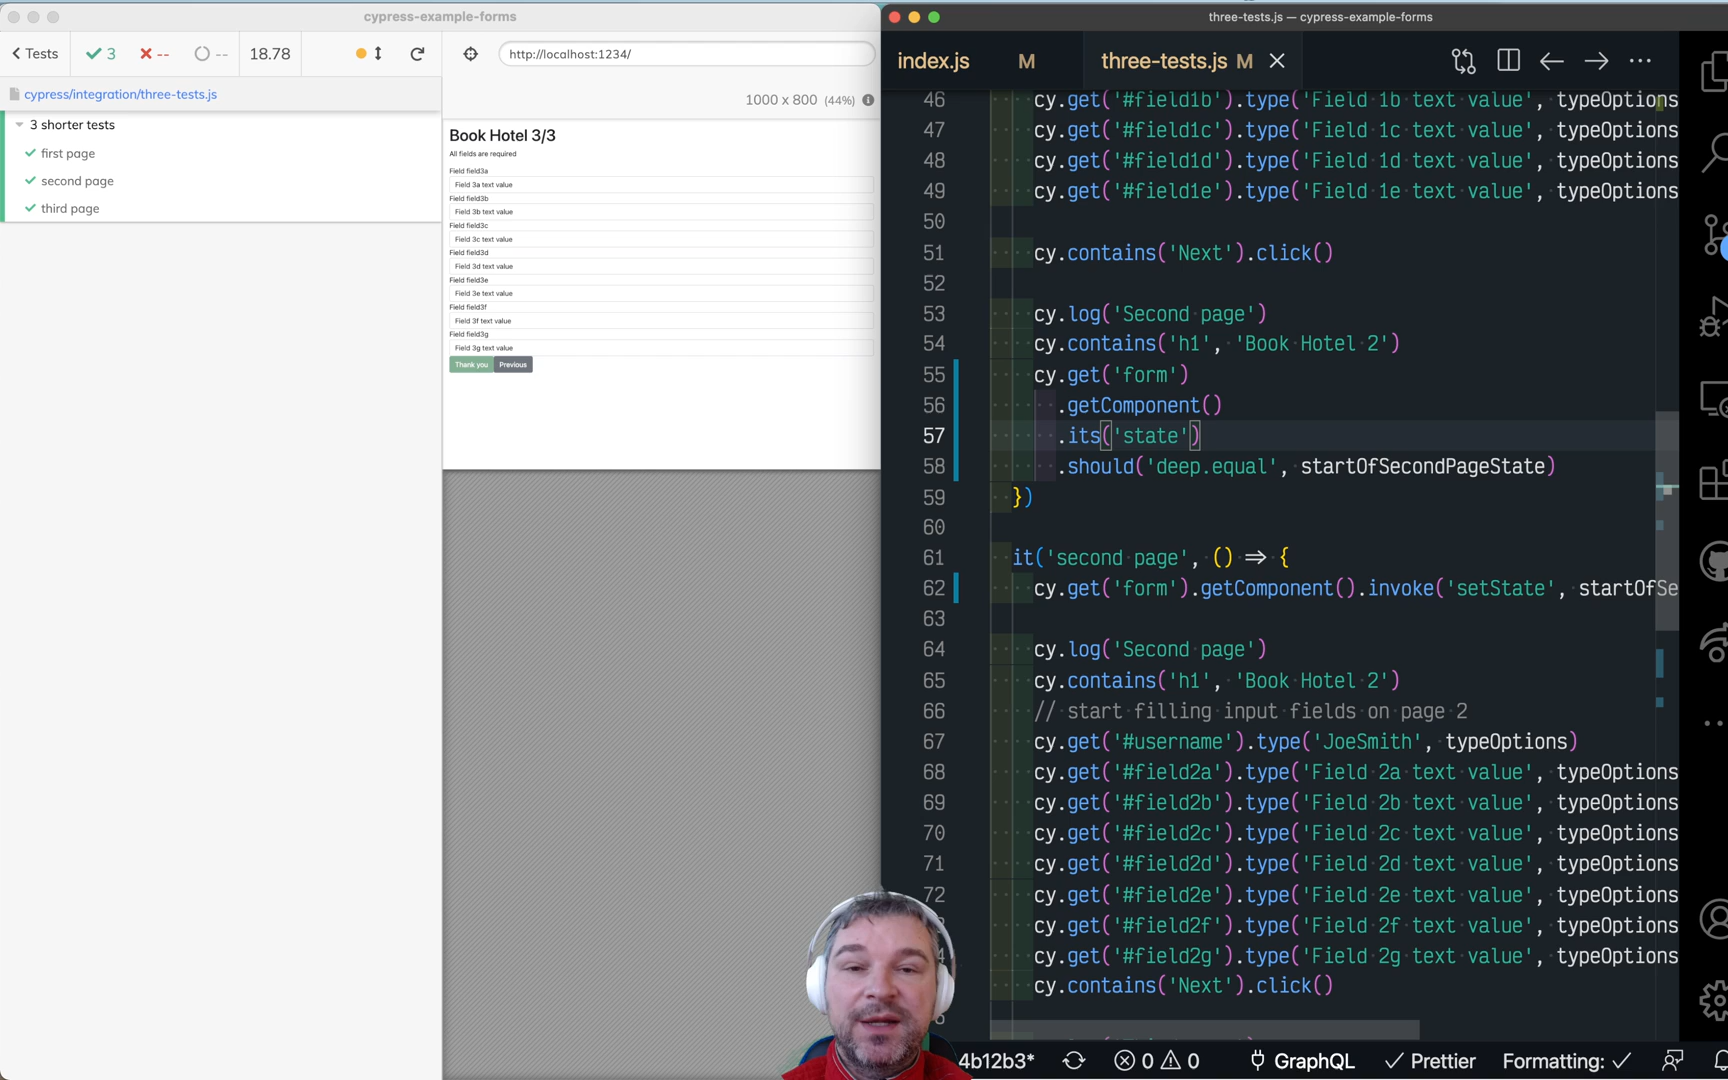 cypress-example-forms
Tests
3
--
--
18.78
http://localhost:1234/
cypress/integration/three-tests.js
1000 x 800 (44%)
3 shorter tests
first page
second page
third page
Book Hotel 3/3
All fields are required
Field field3a
Field 3a text value
Field field3b
Field 3b text value
Field field3c
Field 3c text value
Field field3d
Field 3d text value
Field field3e
Field 3e text value
Field field3f
Field 3f text value
Field field3g
Field 3g text value
Thank you Previous
three-tests.js — cypress-example-forms
index.js M three-tests.js M
46 cy.get('#field1b').type('Field 1b text value', typeOptions
47 cy.get('#field1c').type('Field 1c text value', typeOptions
48 cy.get('#field1d').type('Field 1d text value', typeOptions
49 cy.get('#field1e').type('Field 1e text value', typeOptions
50
51 cy.contains('Next').click()
52
53 cy.log('Second page')
54 cy.contains('h1', 'Book Hotel 2')
55 cy.get('form')
56 .getComponent()
57 .its('state')
58 .should('deep.equal', startOfSecondPageState)
59 })
60
61 it('second page', () => {
62 cy.get('form').getComponent().invoke('setState', startOfSe
63
64 cy.log('Second page')
65 cy.contains('h1', 'Book Hotel 2')
66 // start filling input fields on page 2
67 cy.get('#username').type('JoeSmith', typeOptions)
68 cy.get('#field2a').type('Field 2a text value', typeOptions
69 cy.get('#field2b').type('Field 2b text value', typeOptions
70 cy.get('#field2c').type('Field 2c text value', typeOptions
71 cy.get('#field2d').type('Field 2d text value', typeOptions
72 cy.get('#field2e').type('Field 2e text value', typeOptions
cy.get('#field2f').type('Field 2f text value', typeOptions
cy.get('#field2g').type('Field 2g text value', typeOptions
cy.contains('Next').click()
4b12b3* 0 0 GraphQL Prettier Formatting: